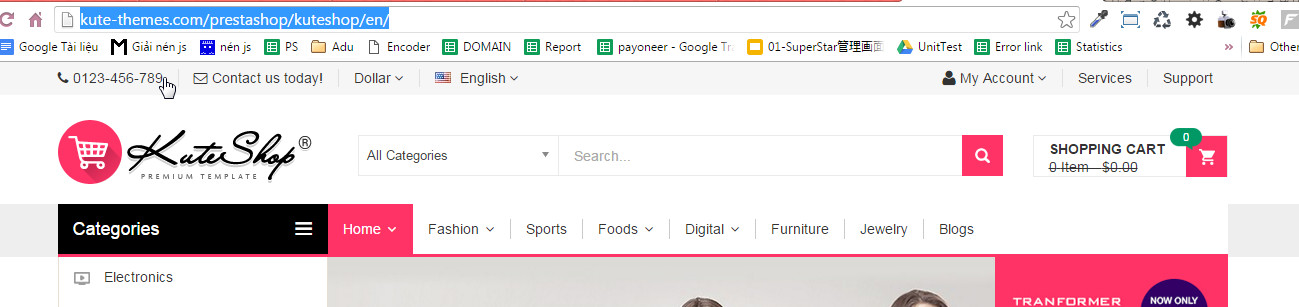 kute-themes.com/prestashop/kuteshop/en/
Google Tài liệu Giải nén js nén js PS Adu Encoder DOMAIN Report payoneer - Google Tr 01-SuperStar管理画面 UnitTest Error link Statistics » Other
0123-456-789 Contact us today! Dollar English My Account Services Support
KuteShop®
PREMIUM TEMPLATE
All Categories Search...
SHOPPING CART 0
0 Item - $0.00
Categories Home Fashion Sports Foods Digital Furniture Jewelry Blogs
Electronics
TRANFORMER
NOW ONLY